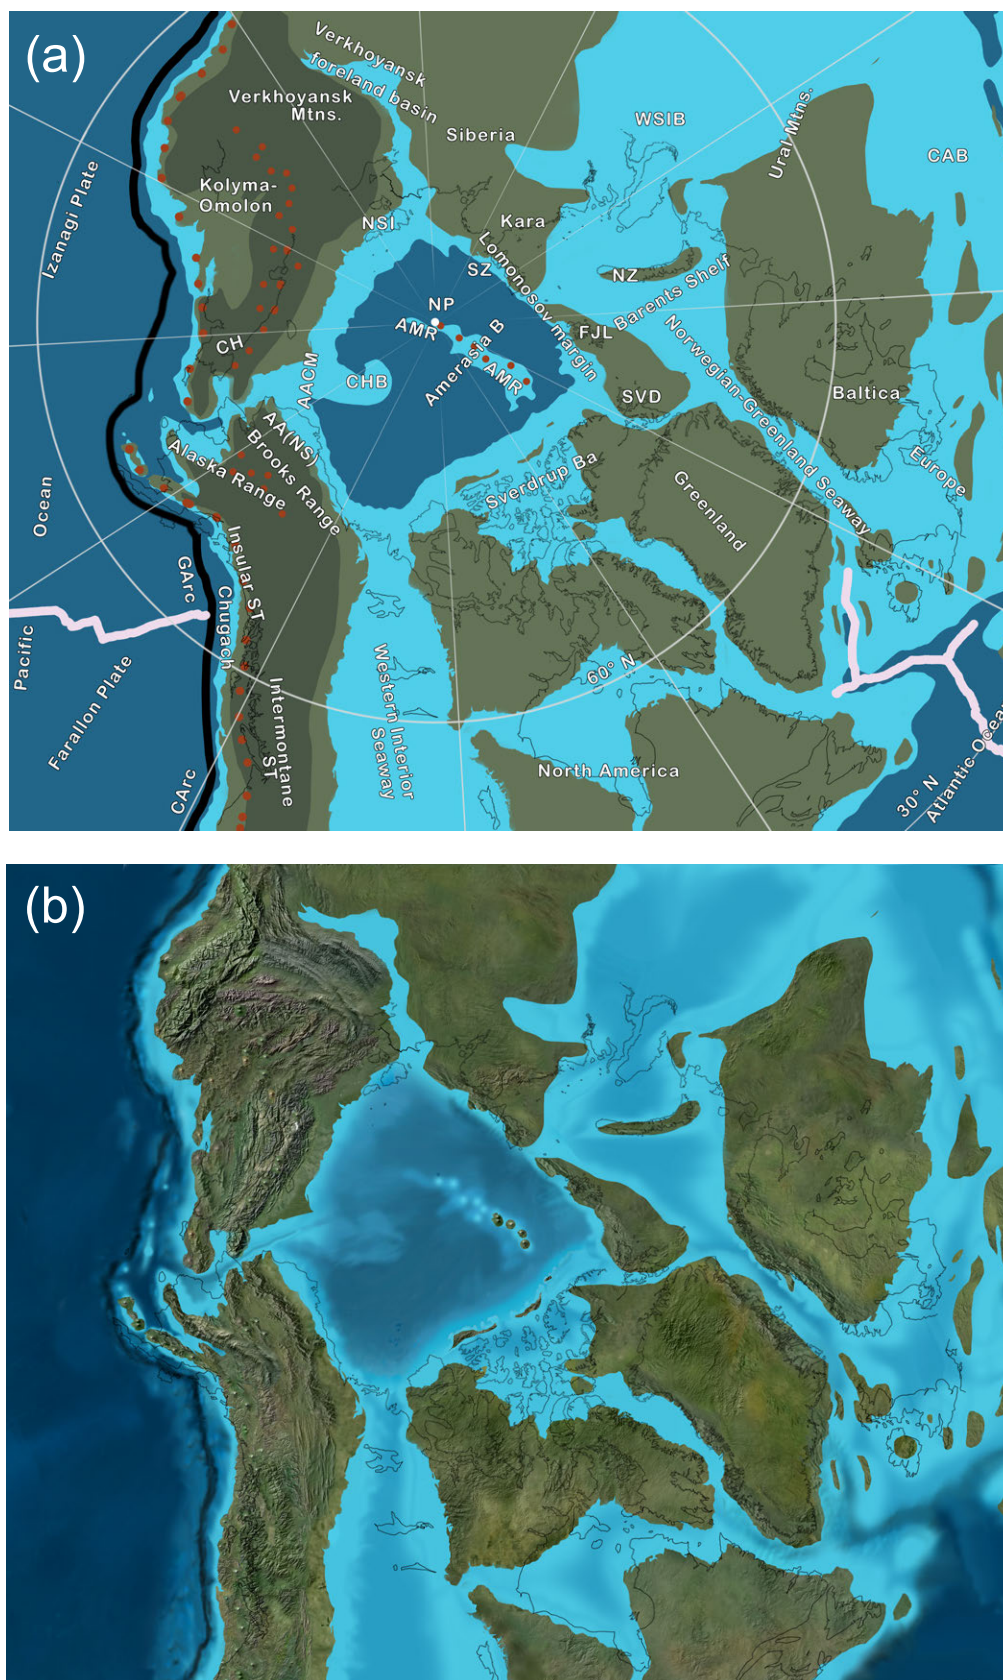 (a)
Verkhoyansk
foreland basin
Verkhoyansk
Mtns.
Siberia
WSIB
Ural Mtns.
CAB
Izanagi Plate
Kolyma-
Omolon
NSI
Kara
SZ
Lomonosov margin
NZ
Barents Shelf
NP
AMR
Amerasia B
AMR
FJL
Norwegian-Greenland Seaway
CH
AACM
CHB
SVD
Baltica
AA(NS)
Brooks Range
Alaska Range
Sverdrup Ba
Greenland
Europe
Ocean
Pacific
GArc
Insular ST
Chugach
Farallon Plate
CArc
Intermontane
ST
Western Interior
Seaway
60° N
North America
30° N
Atlantic Ocean
(b)